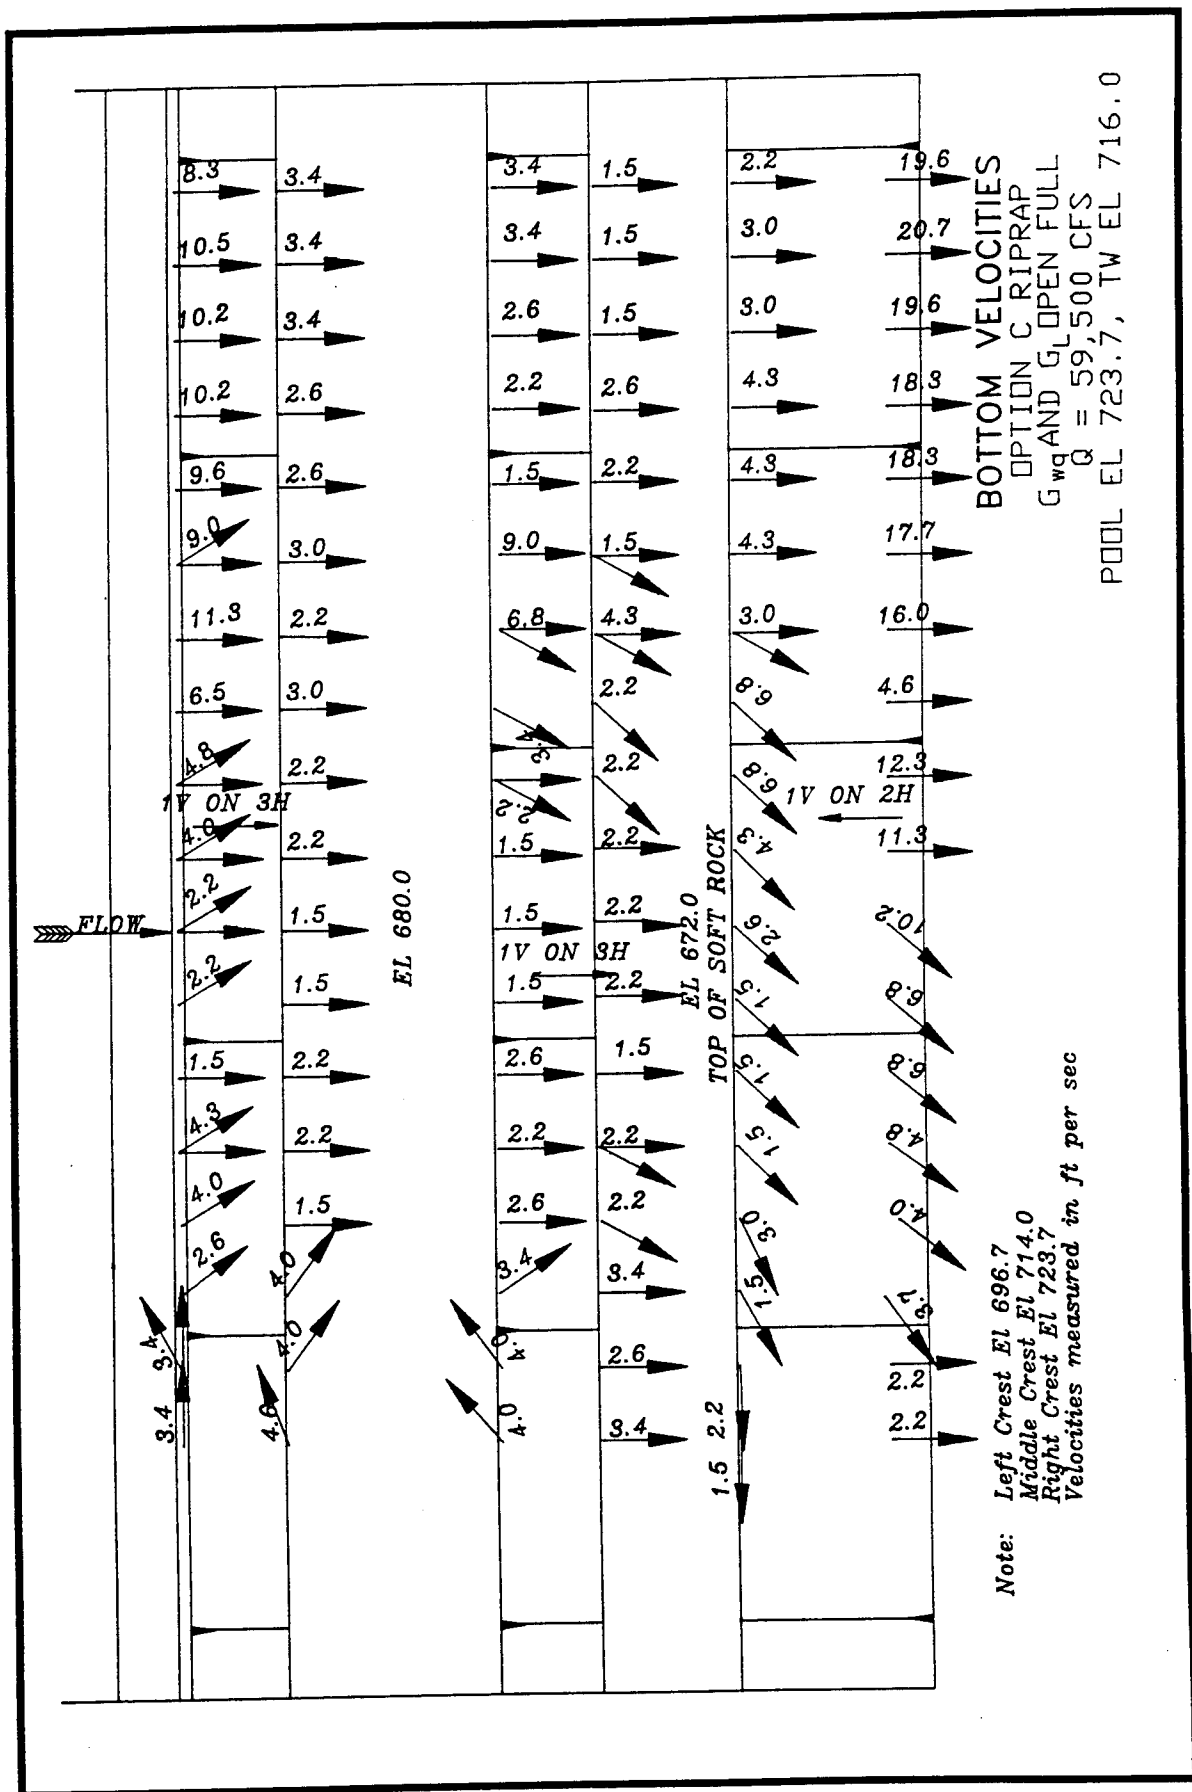 8.3 3.4 3.4 1.5 2.2 19.6
10.5 3.4 3.4 1.5 3.0 20.7
10.2 3.4 2.6 1.5 3.0 19.6
10.2 2.6 2.2 2.6 4.3 18.3
9.6 2.6 1.5 2.2 4.3 18.3
9.0 3.0 9.0 1.5 4.3 17.7
11.3 2.2 6.8 4.3 3.0 16.0
6.5 3.0 3.4 2.2 6.8 4.6
4.8 2.2 2.2 2.2 6.8 12.3
1V ON 3H
1V ON 2H
4.0 2.2 1.5 2.2 4.3 11.3
FLOW
2.2 1.5 1.5 2.2 2.6 10.2
EL 680.0
1V ON 3H
EL 672.0
TOP OF SOFT ROCK
2.2 1.5 1.5 2.2 1.5 6.8
1.5 2.2 2.6 1.5 1.5 6.8
4.3 2.2 2.2 2.2 1.5 4.8
4.0 1.5 2.6 2.2 3.0 4.0
2.6 4.0 3.4 3.4 1.5 3.7
3.4 4.0 4.0 2.6 2.2 2.2
3.4 4.6 4.0 3.4 1.5 2.2
BOTTOM VELOCITIES
OPTION C RIPRAP
Gwq AND GL OPEN FULL
Q = 59,500 CFS
POOL EL 723.7, TW EL 716.0
Note: Left Crest El 696.7
Middle Crest El 714.0
Right Crest El 723.7
Velocities measured in ft per sec